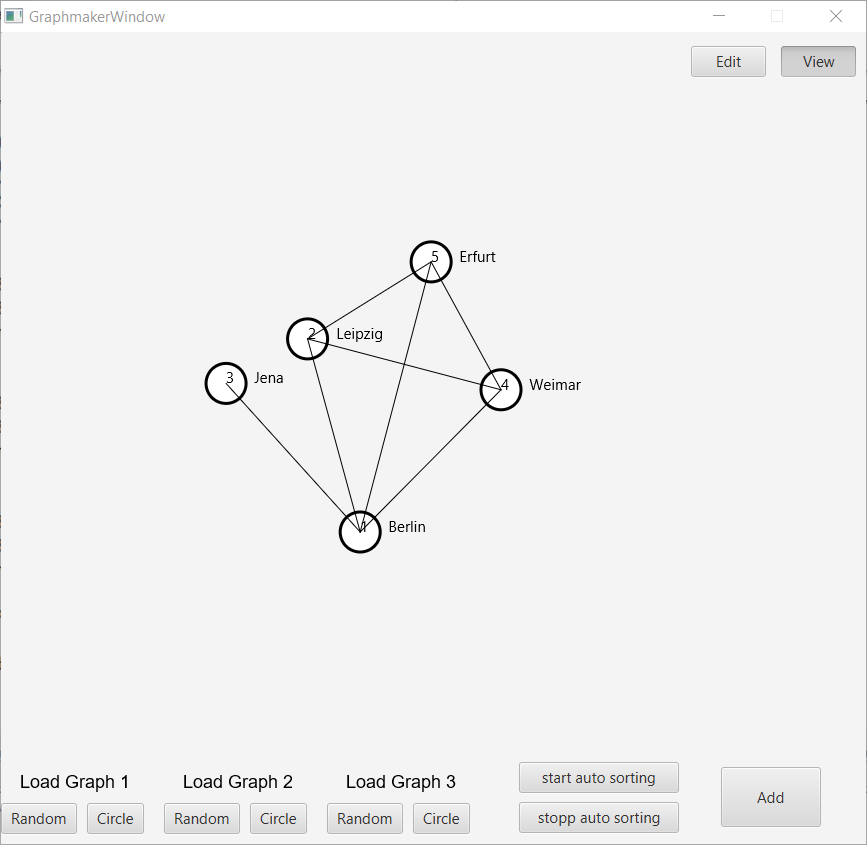 GraphmakerWindow
Edit View
5 Erfurt
2 Leipzig
3 Jena
4 Weimar
1 Berlin
Load Graph 1 Load Graph 2 Load Graph 3
start auto sorting
Add
Random Circle Random Circle Random Circle
stopp auto sorting